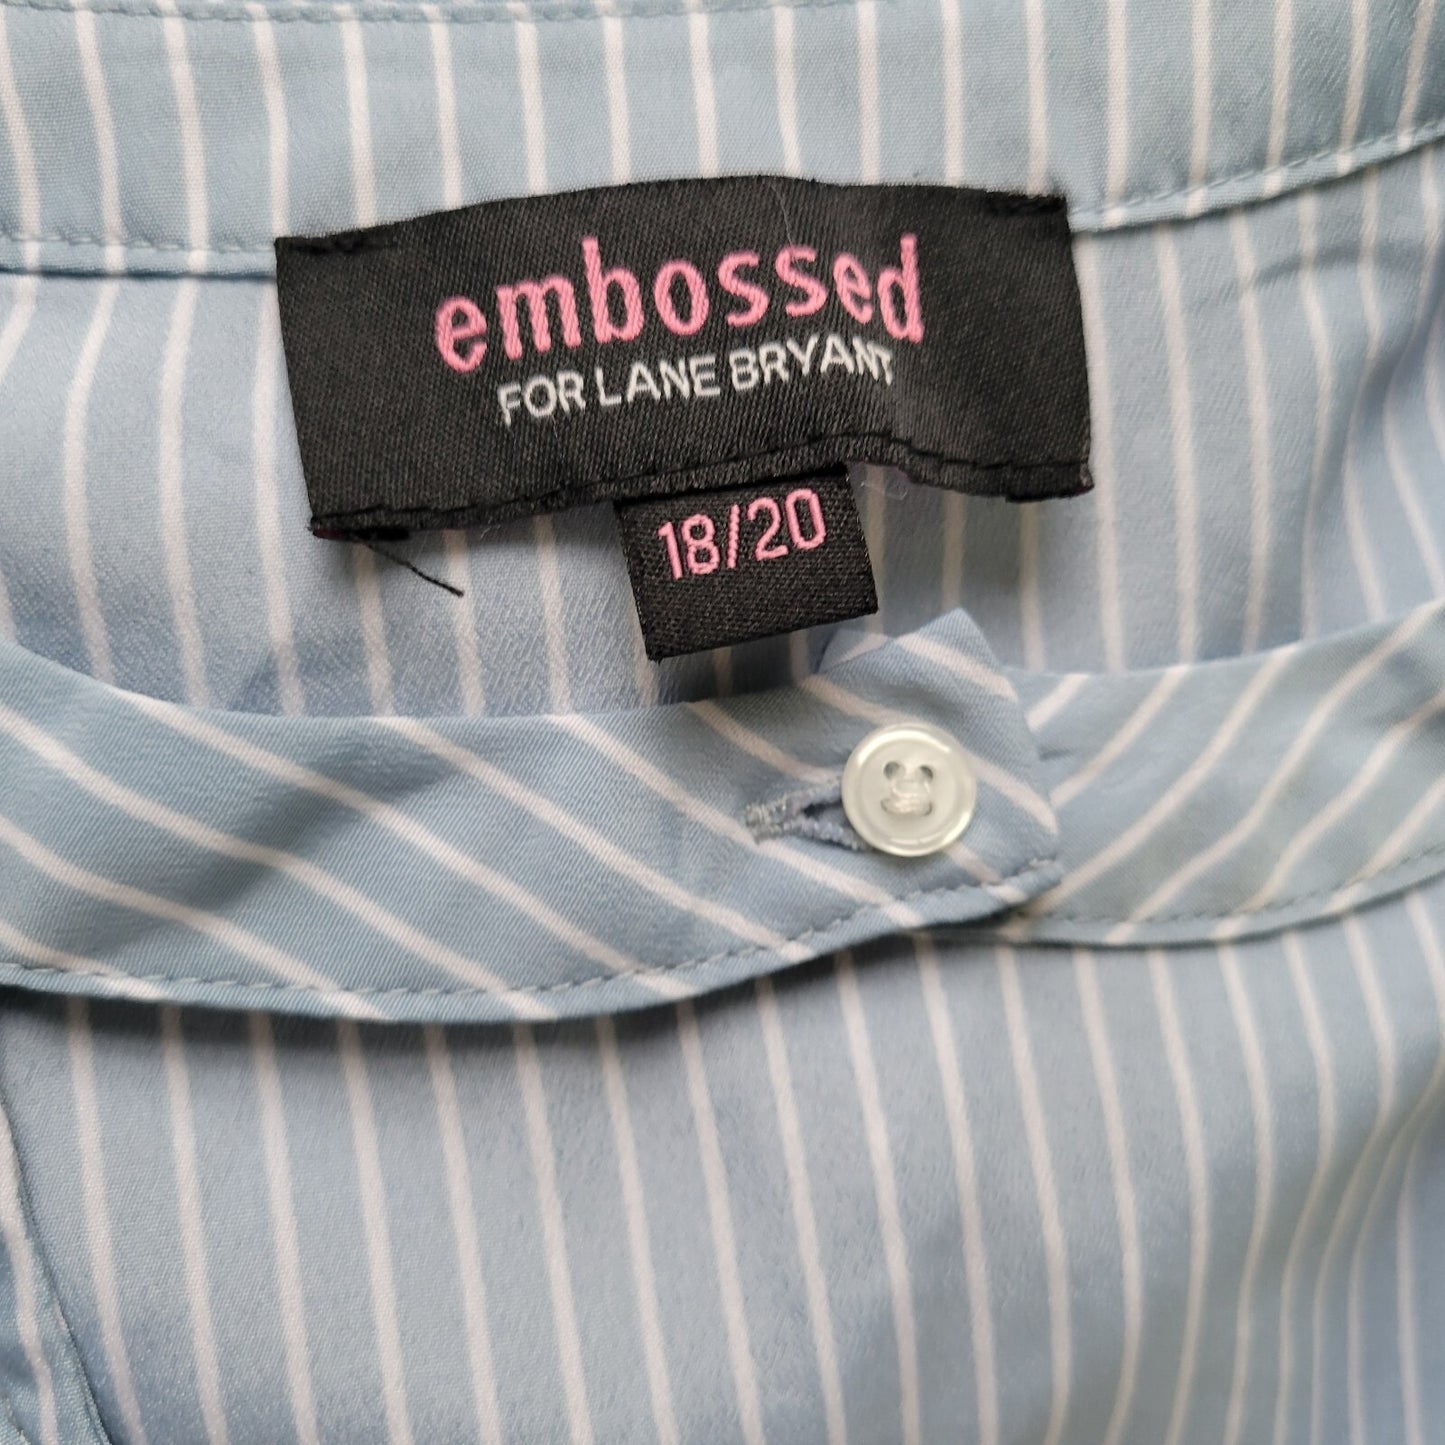 embossed
FOR LANE BRYANT
18/20